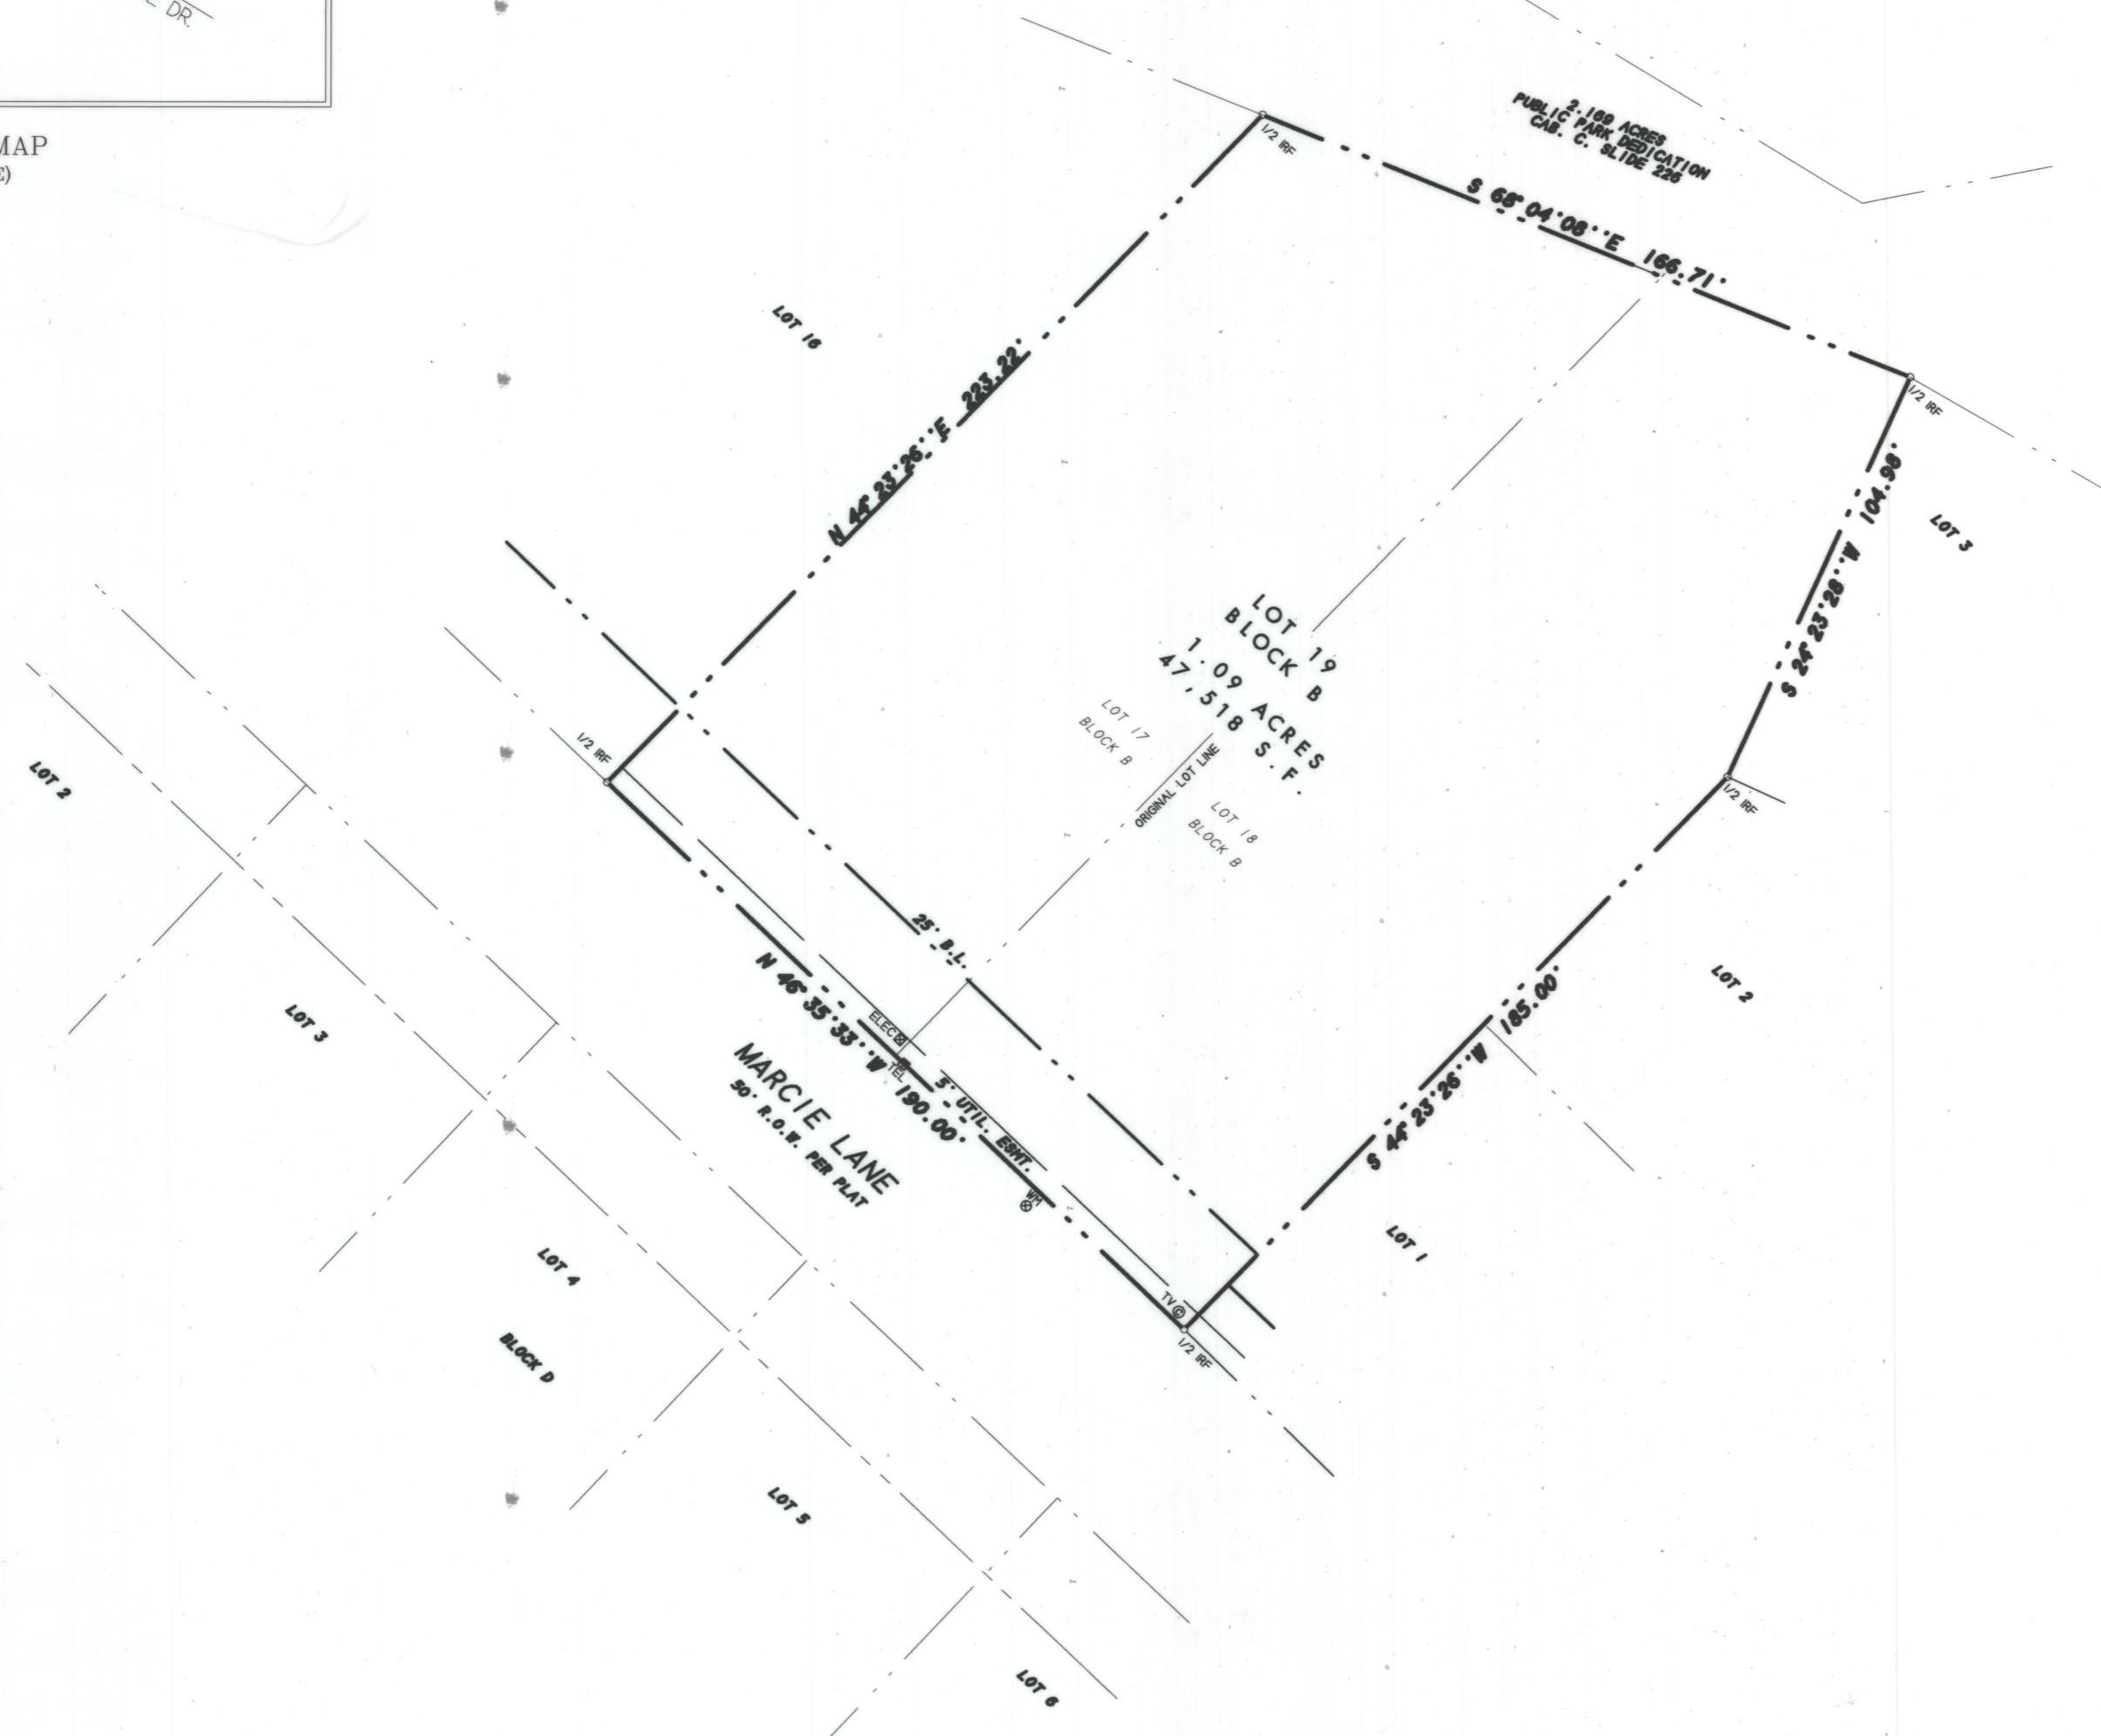 DR.
MAP
E)
2.169 ACRES
PUBLIC PARK DEDICATION
CAB. C. SLIDE 226
1/2 IRF
S 68° 04' 08'' E 166.71'
LOT 16
N 44° 23' 26'' E 223.22'
1/2 IRF
S 24° 23' 28'' W 104.98'
LOT 3
LOT 19
BLOCK B
1.09 ACRES
47,518 S.F.
LOT 17
BLOCK B
ORIGINAL LOT LINE
LOT 18
BLOCK B
1/2 IRF
1/2 IRF
LOT 2
25' B.L.
N 46° 35' 33'' W 190.00'
ELEC
TEL
5' UTIL. ESMT.
S 44° 23' 26'' W 185.00'
LOT 2
LOT 3
MARCIE LANE
50' R.O.W. PER PLAT
WM
LOT 1
LOT 4
TV C
1/2 IRF
BLOCK D
LOT 5
LOT 6